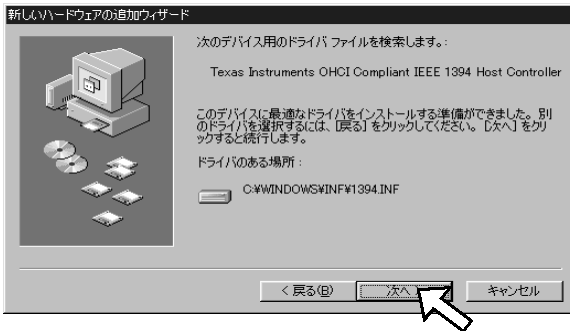 新しいハードウェアの追加ウィザード
次のデバイス用のドライバ ファイルを検索します。:
Texas Instruments OHCI Compliant IEEE 1394 Host Controller
このデバイスに最適なドライバをインストールする準備ができました。別
のドライバを選択するには、[戻る] をクリックしてください。[次へ] をクリ
ックすると続行します。
ドライバのある場所:
C:¥WINDOWS¥INF¥1394.INF
< 戻る(B)
次へ
キャンセル